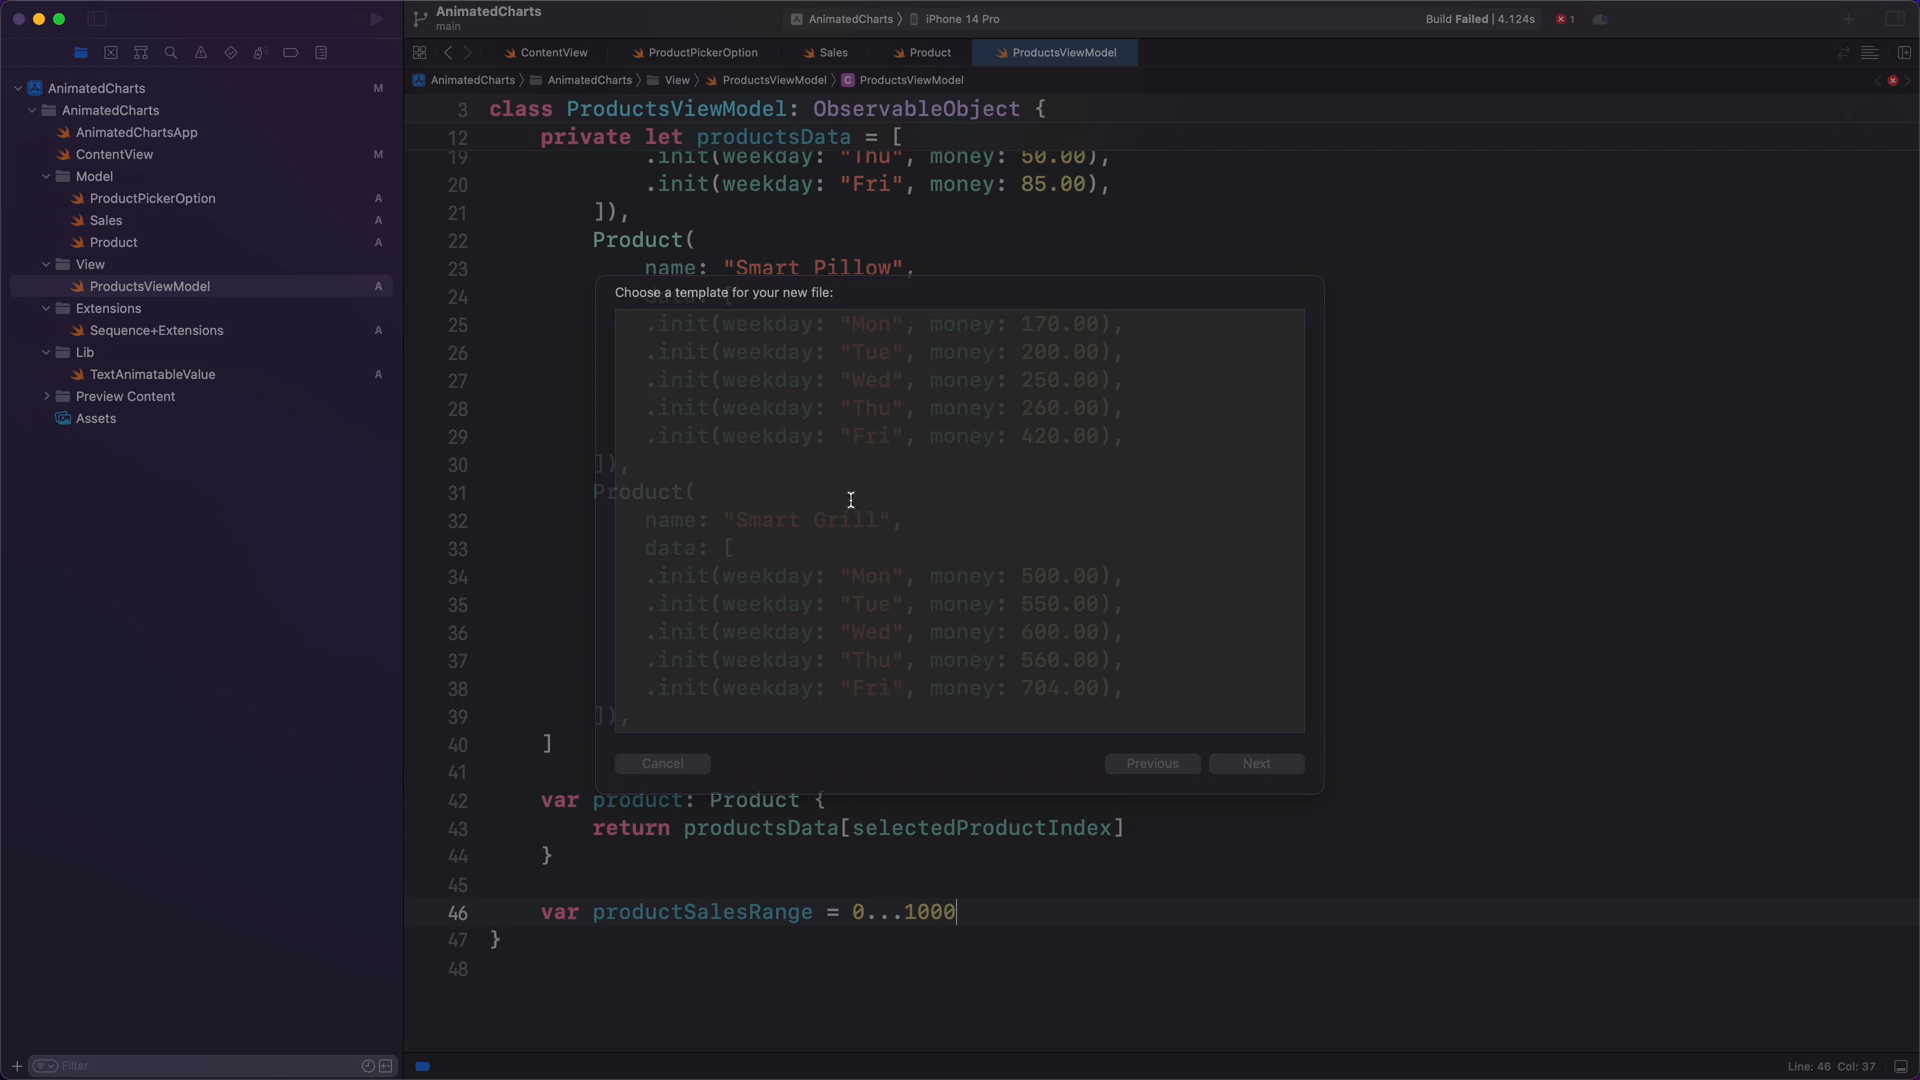 AnimatedCharts
main
AnimatedCharts
iPhone 14 Pro
Build Failed | 4.124s
1
ContentView
ProductPickerOption
Sales
Product
ProductsViewModel
AnimatedCharts
AnimatedCharts
View
ProductsViewModel
C ProductsViewModel
AnimatedCharts M
AnimatedCharts
AnimatedChartsApp
ContentView M
Model
ProductPickerOption A
Sales A
Product A
View
ProductsViewModel A
Extensions
Sequence+Extensions A
Lib
TextAnimatableValue A
Preview Content
Assets
Filter
3 class ProductsViewModel: ObservableObject {
12 private let productsData = [
19 .init(weekday: "Thu", money: 50.00),
20 .init(weekday: "Fri", money: 85.00),
21 ]),
22 Product(
23 name: "Smart Pillow",
24 data: [
25 .init(weekday: "Mon", money: 170.00),
26 .init(weekday: "Tue", money: 200.00),
27 .init(weekday: "Wed", money: 250.00),
28 .init(weekday: "Thu", money: 260.00),
29 .init(weekday: "Fri", money: 420.00),
30 ]),
31 Product(
32 name: "Smart Grill",
33 data: [
34 .init(weekday: "Mon", money: 500.00),
35 .init(weekday: "Tue", money: 550.00),
36 .init(weekday: "Wed", money: 600.00),
37 .init(weekday: "Thu", money: 560.00),
38 .init(weekday: "Fri", money: 704.00),
39 ]),
40 ]
41
42 var product: Product {
43 return productsData[selectedProductIndex]
44 }
45
46 var productSalesRange = 0...1000
47 }
48
Choose a template for your new file:
Cancel
Previous
Next
Line: 46 Col: 37